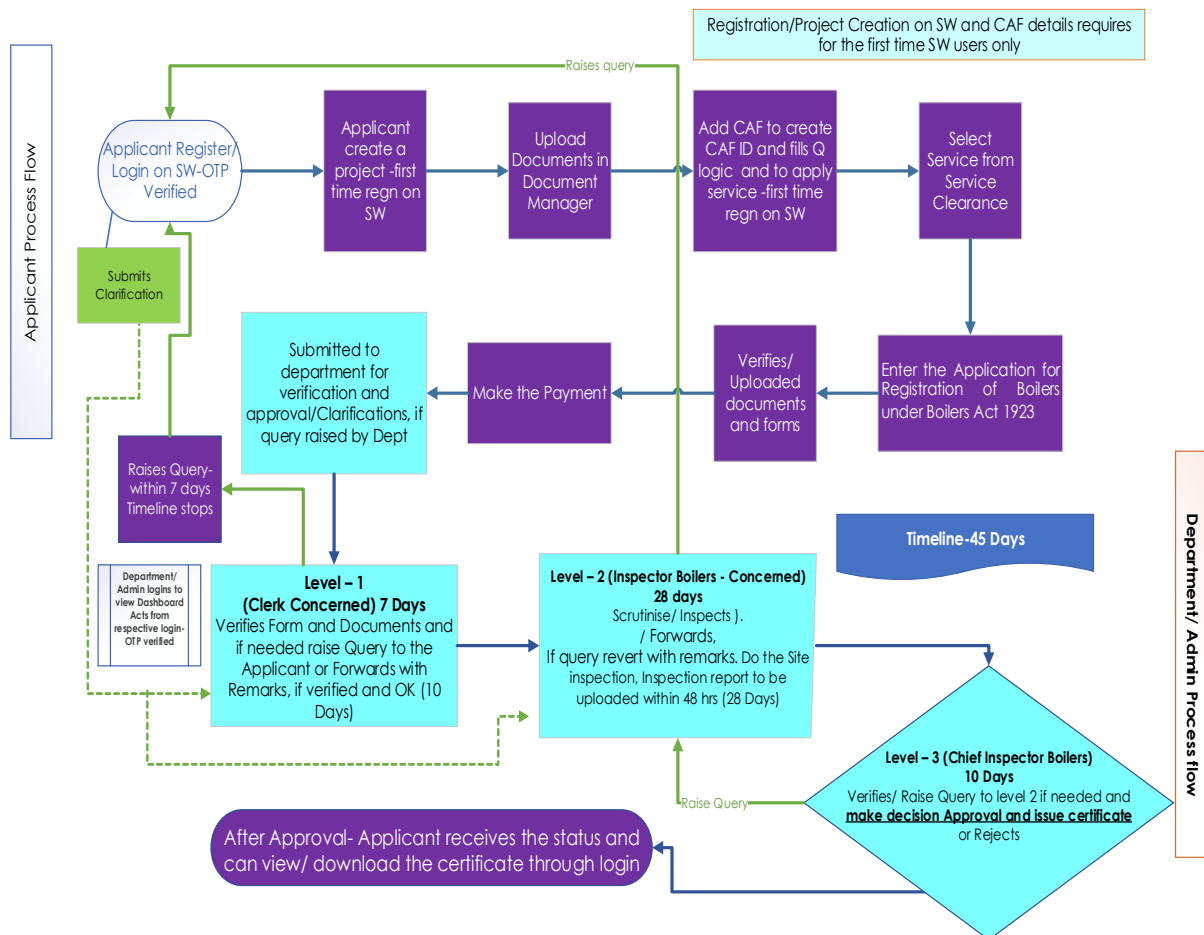 Registration/Project Creation on SW and CAF details requires
for the first time SW users only
Applicant Process Flow
Raises query
Applicant Register/
Login on SW-OTP
Verified
Applicant
create a
project -first
time regn on
SW
Upload
Documents in
Document
Manager
Add CAF to create
CAF ID and fills Q
logic and to apply
service -first time
regn on SW
Select
Service from
Service
Clearance
Submits
Clarification
Submitted to
department for
verification and
approval/Clarifications, if
query raised by Dept
Make the Payment
Verifies/
Uploaded
documents
and forms
Enter the Application for
Registration of Boilers
under Boilers Act 1923
Raises Query-
within 7 days
Timeline stops
Department/ Admin Process flow
Timeline-45 Days
Department/
Admin logins to
view Dashboard
Acts from
respective login-
OTP verified
Level – 1
(Clerk Concerned) 7 Days
Verifies Form and Documents and
if needed raise Query to the
Applicant or Forwards with
Remarks, if verified and OK (10
Days)
Level – 2 (Inspector Boilers - Concerned)
28 days
Scrutinise/ Inspects ).
/ Forwards,
If query revert with remarks. Do the Site
inspection, Inspection report to be
uploaded within 48 hrs (28 Days)
Level – 3 (Chief Inspector Boilers)
10 Days
Verifies/ Raise Query to level 2 if needed and
make decision Approval and issue certificate
or Rejects
Raise Query
After Approval- Applicant receives the status and
can view/ download the certificate through login